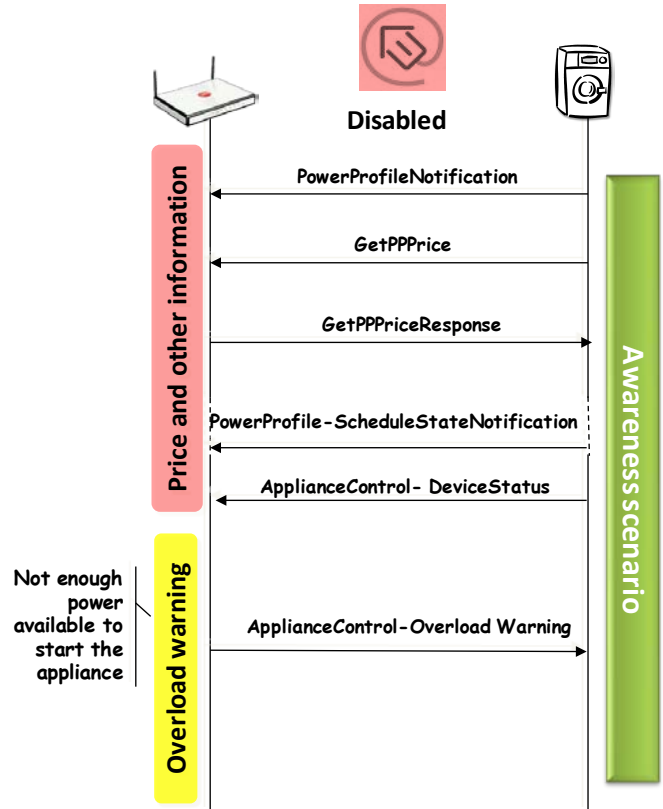 Disabled
PowerProfileNotification
GetPPPrice
GetPPPriceResponse
PowerProfile-ScheduleStateNotification
ApplianceControl- DeviceStatus
Price and other information
Awareness scenario
Not enough
power
available to
start the
appliance
Overload warning
ApplianceControl-Overload Warning